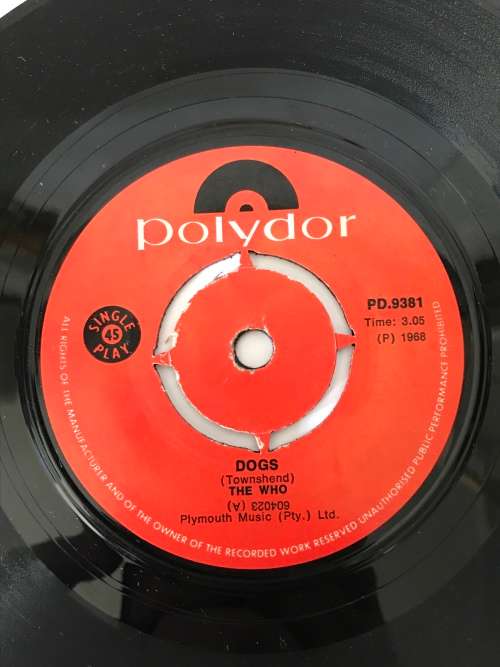 polydor
PD.9381
Time: 3.05
(P) 1968
SINGLE
45
PLAY
DOGS
(Townshend)
THE WHO
604023 (A)
Plymouth Music (Pty.) Ltd.
ALL RIGHTS OF THE MANUFACTURER AND OF THE OWNER OF THE RECORDED WORK RESERVED UNAUTHORISED PUBLIC PERFORMANCE PROHIBITED